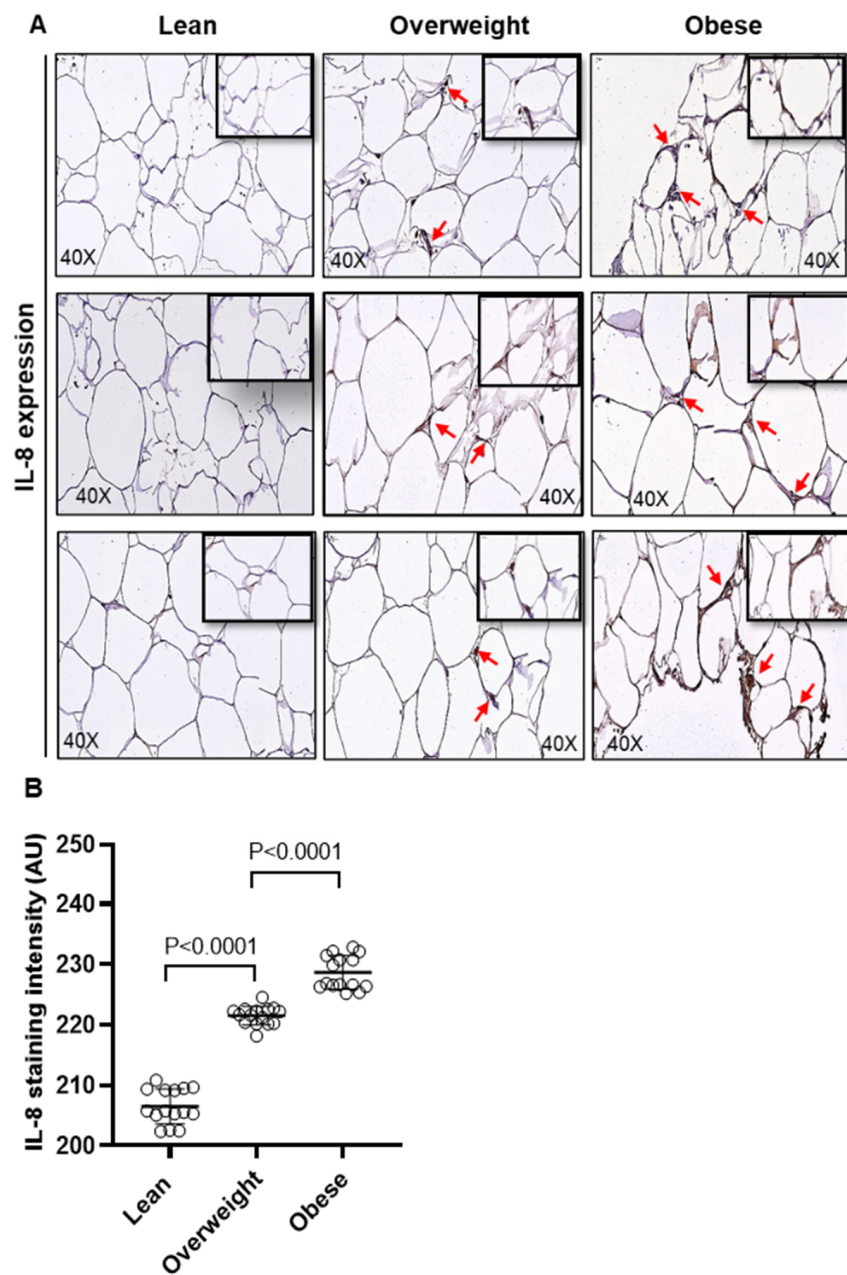 A
Lean Overweight Obese
IL-8 expression
40X 40X 40X
40X 40X 40X
40X 40X 40X
B
IL-8 staining intensity (AU)
250
240
230
220
210
200
P<0.0001
P<0.0001
Lean
Overweight
Obese